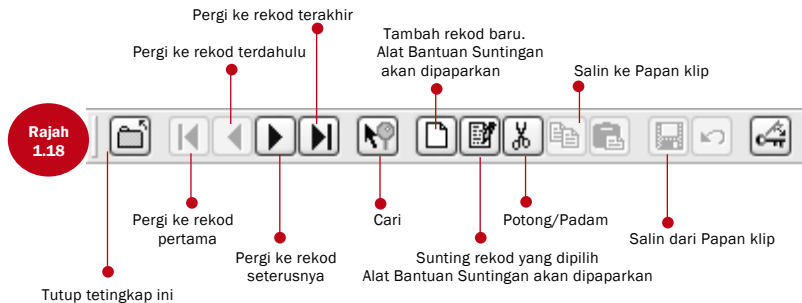 Pergi ke rekod terakhir
Pergi ke rekod terdahulu
Tambah rekod baru.
Alat Bantuan Suntingan
akan dipaparkan
Salin ke Papan klip
Rajah
1.18
Pergi ke rekod
pertama
Cari
Potong/Padam
Salin dari Papan klip
Pergi ke rekod
seterusnya
Sunting rekod yang dipilih
Alat Bantuan Suntingan akan dipaparkan
Tutup tetingkap ini